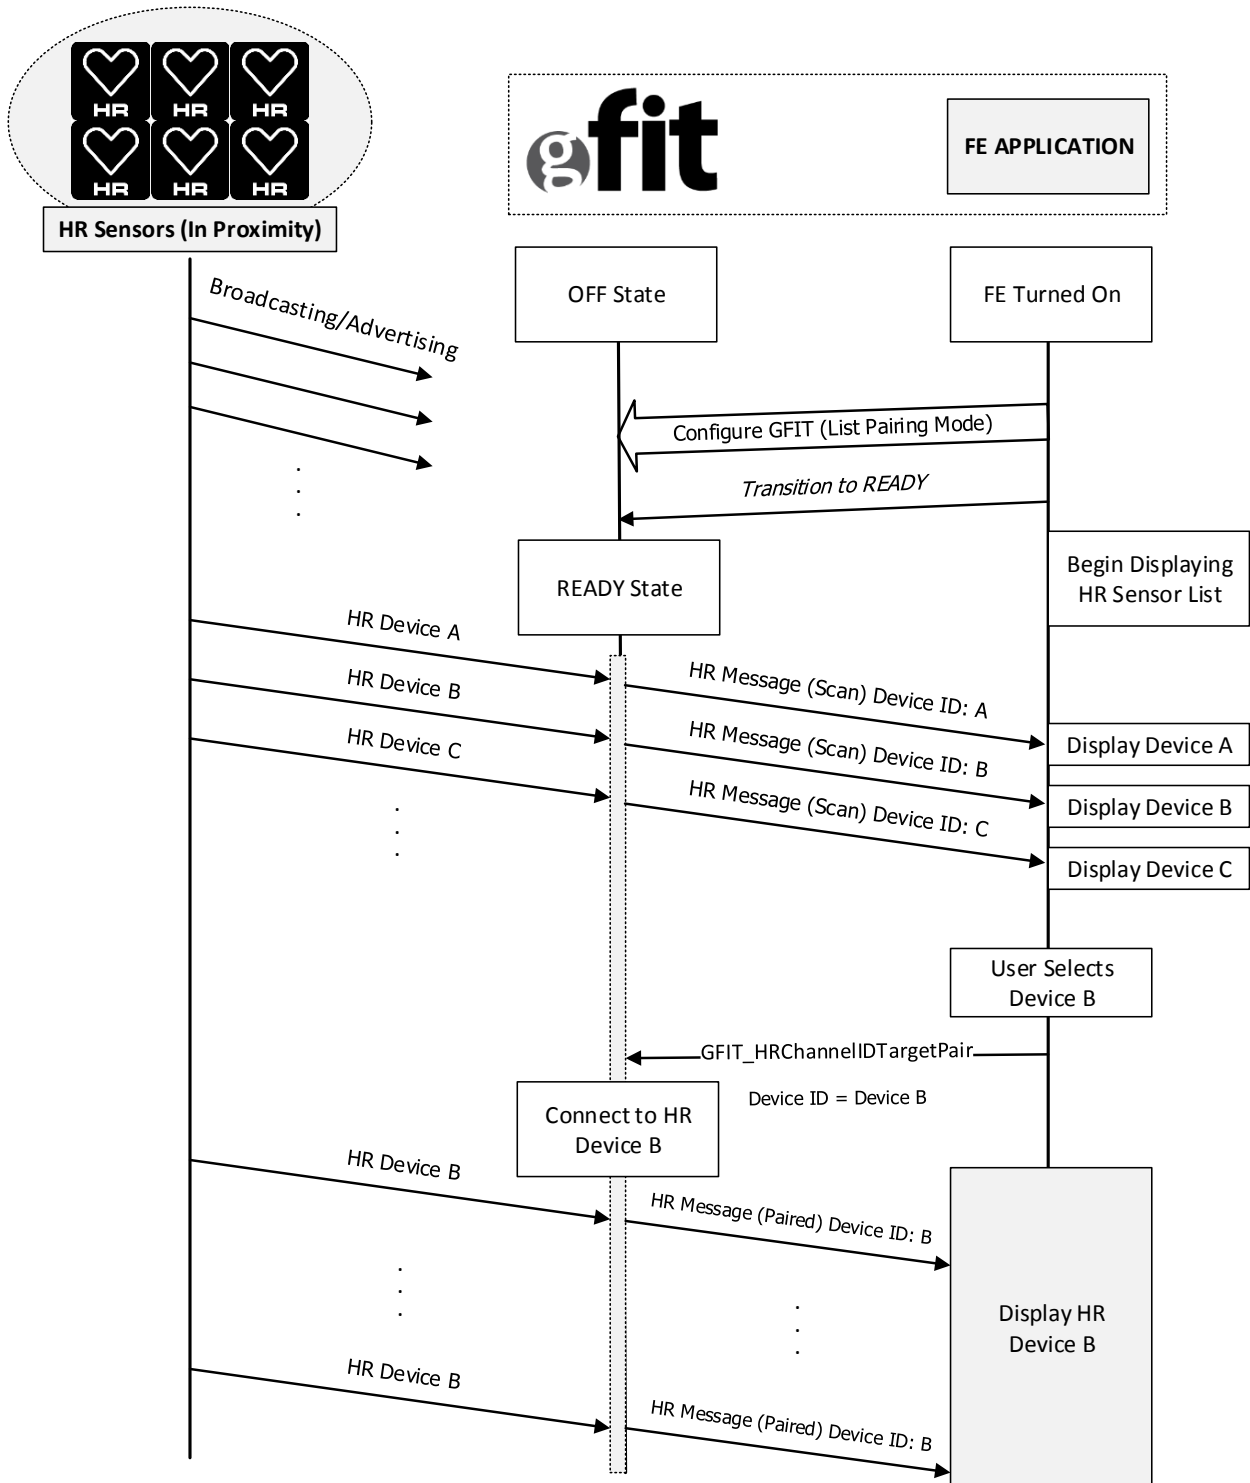 HR HR HR
HR HR HR
HR Sensors (In Proximity)
gfit
FE APPLICATION
OFF State
FE Turned On
Broadcasting/Advertising
Configure GFIT (List Pairing Mode)
Transition to READY
READY State
Begin Displaying
HR Sensor List
HR Device A
HR Message (Scan) Device ID: A
Display Device A
HR Device B
HR Message (Scan) Device ID: B
Display Device B
HR Device C
HR Message (Scan) Device ID: C
Display Device C
User Selects
Device B
GFIT_HRChannelIDTargetPair
Device ID = Device B
Connect to HR
Device B
HR Device B
HR Message (Paired) Device ID: B
Display HR
Device B
HR Device B
HR Message (Paired) Device ID: B